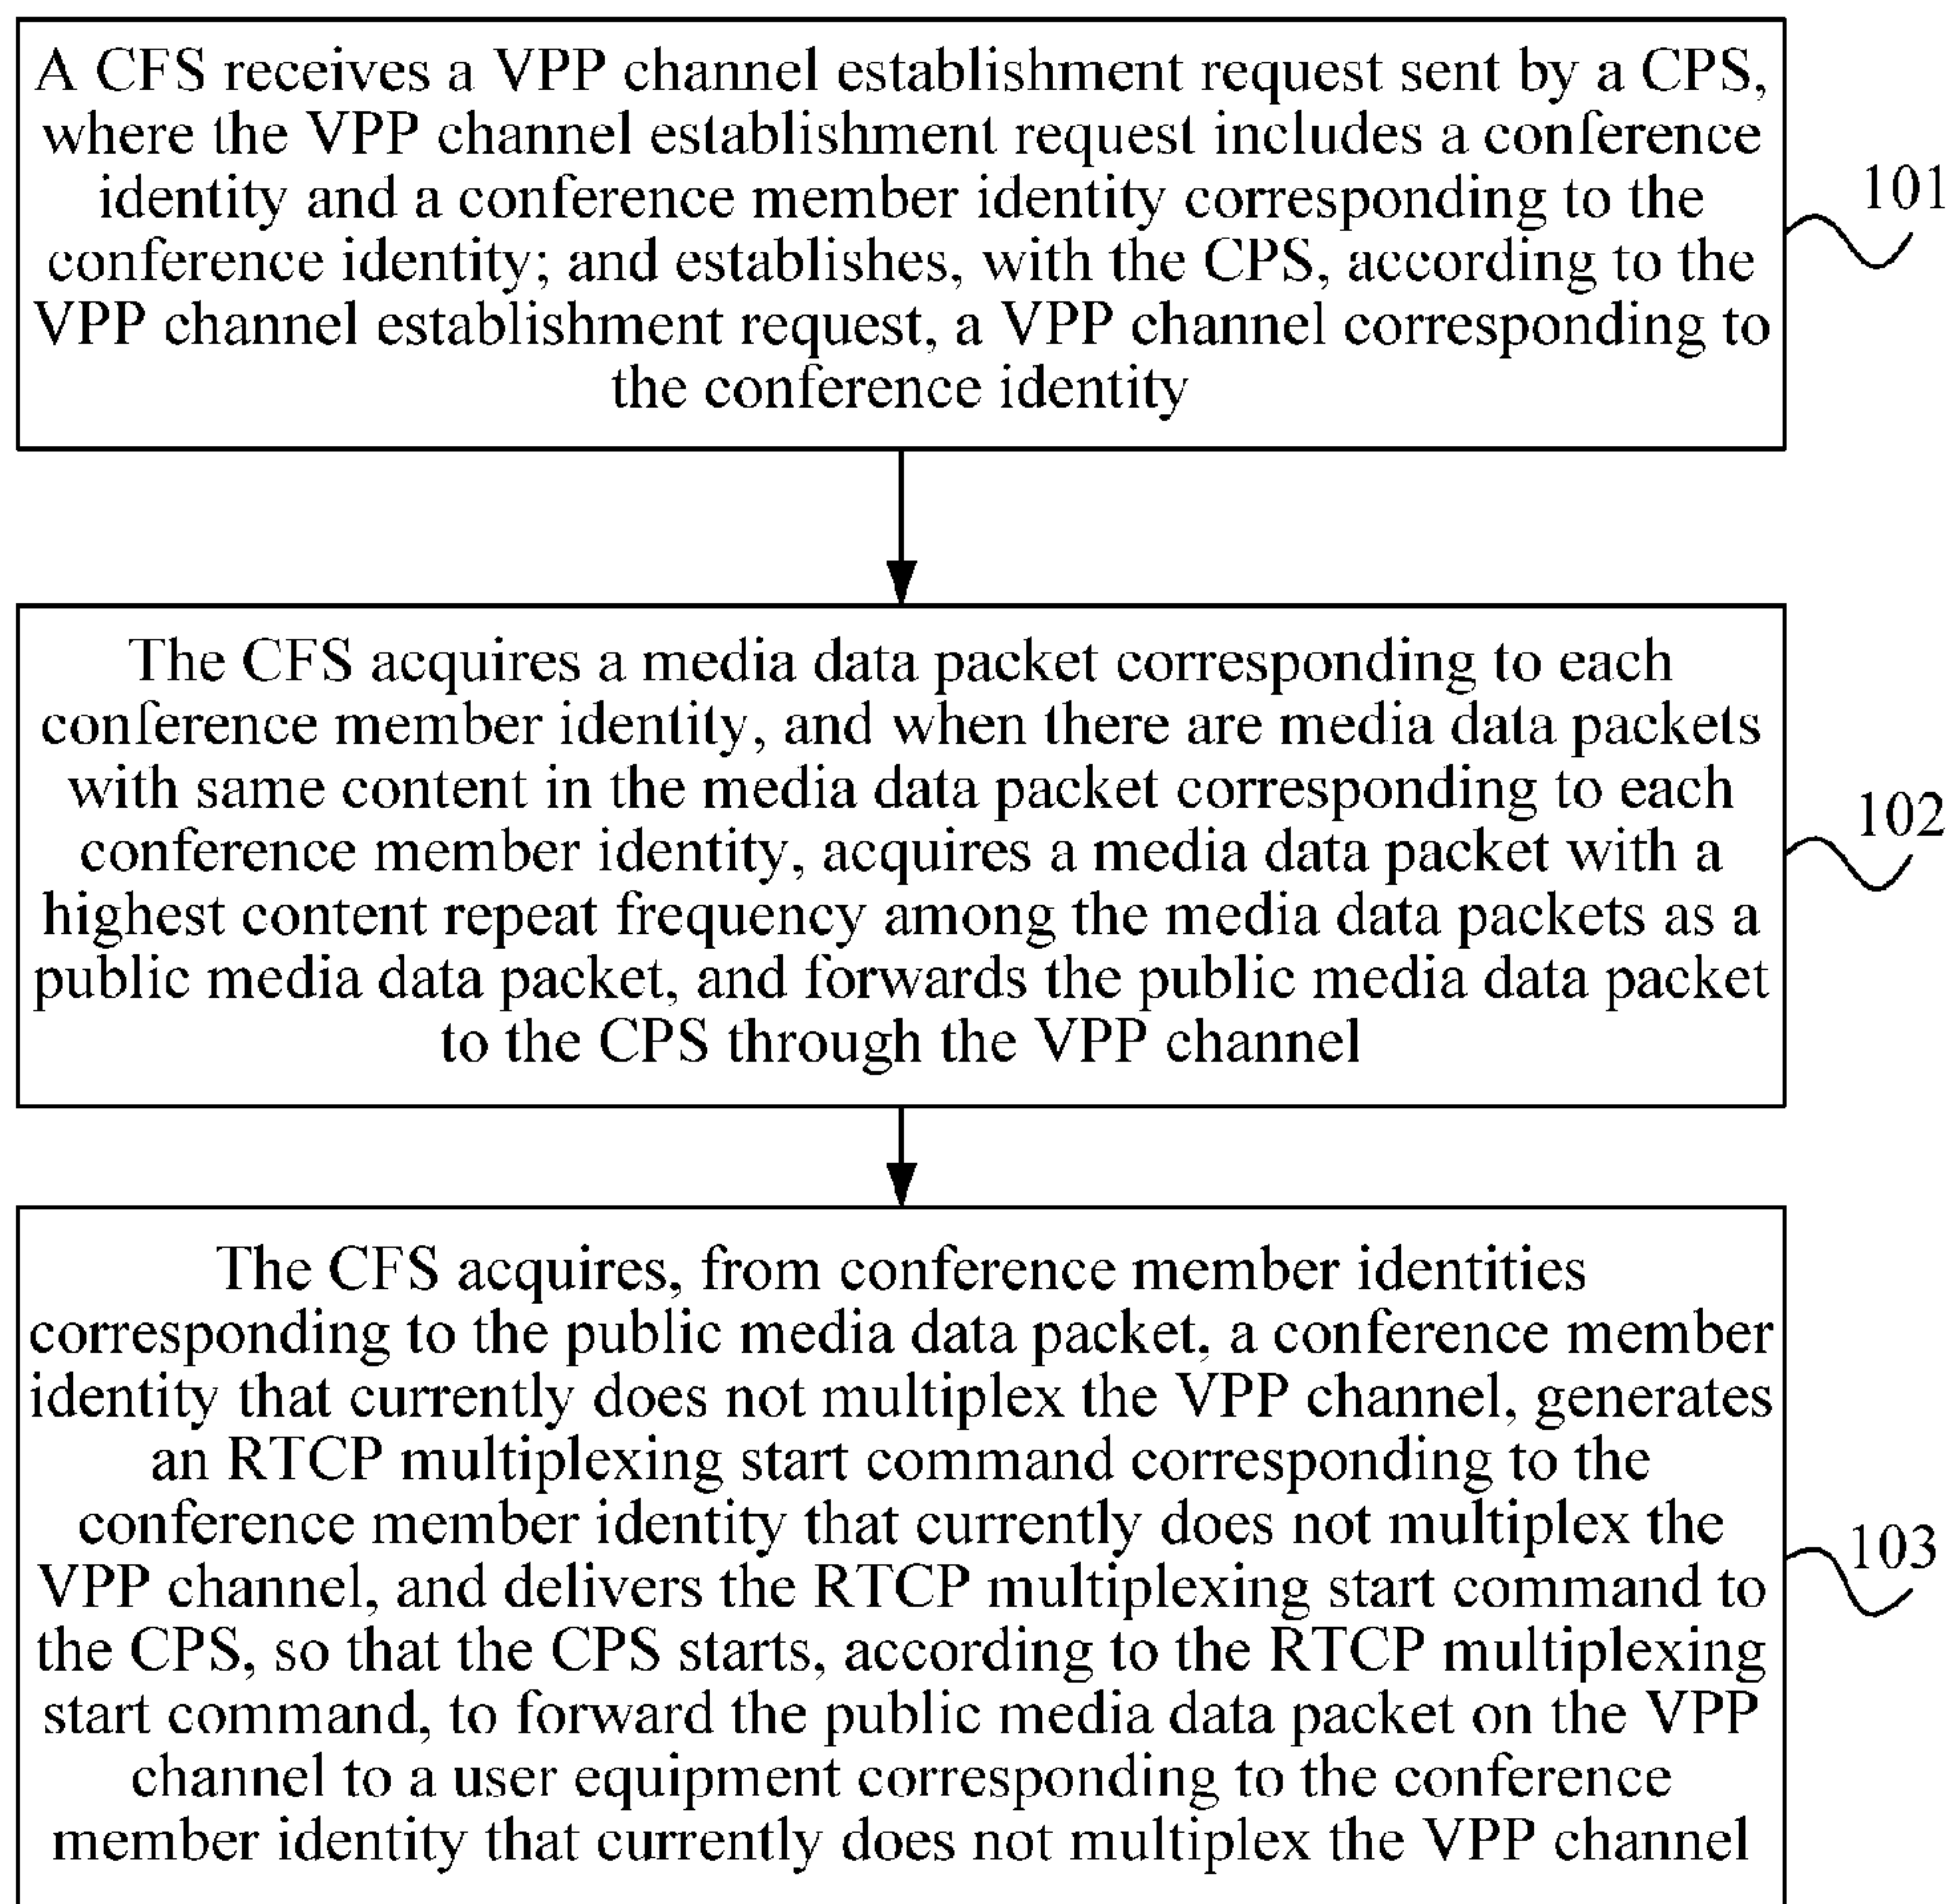 A CFS receives a VPP channel establishment request sent by a CPS,
where the VPP channel establishment request includes a conference
identity and a conference member identity corresponding to the
conference identity; and establishes, with the CPS, according to the
VPP channel establishment request, a VPP channel corresponding to
the conference identity
101
The CFS acquires a media data packet corresponding to each
conference member identity, and when there are media data packets
with same content in the media data packet corresponding to each
conference member identity, acquires a media data packet with a
highest content repeat frequency among the media data packets as a
public media data packet, and forwards the public media data packet
to the CPS through the VPP channel
102
The CFS acquires, from conference member identities
corresponding to the public media data packet, a conference member
identity that currently does not multiplex the VPP channel, generates
an RTCP multiplexing start command corresponding to the
conference member identity that currently does not multiplex the
VPP channel, and delivers the RTCP multiplexing start command to
the CPS, so that the CPS starts, according to the RTCP multiplexing
start command, to forward the public media data packet on the VPP
channel to a user equipment corresponding to the conference
member identity that currently does not multiplex the VPP channel
103